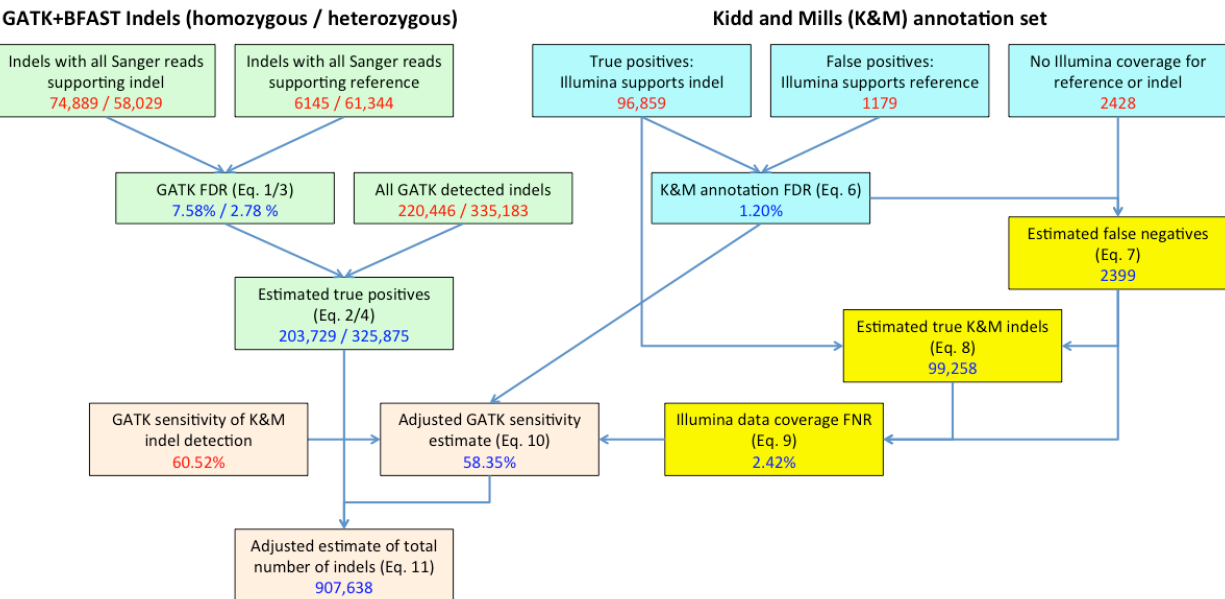 GATK+BFAST Indels (homozygous / heterozygous)
Kidd and Mills (K&M) annotation set
Indels with all Sanger reads
supporting indel
74,889 / 58,029
Indels with all Sanger reads
supporting reference
6145 / 61,344
True positives:
Illumina supports indel
96,859
False positives:
Illumina supports reference
1179
No Illumina coverage for
reference or indel
2428
GATK FDR (Eq. 1/3)
7.58% / 2.78 %
All GATK detected indels
220,446 / 335,183
K&M annotation FDR (Eq. 6)
1.20%
Estimated false negatives
(Eq. 7)
2399
Estimated true positives
(Eq. 2/4)
203,729 / 325,875
Estimated true K&M indels
(Eq. 8)
99,258
GATK sensitivity of K&M
indel detection
60.52%
Adjusted GATK sensitivity
estimate (Eq. 10)
58.35%
Illumina data coverage FNR
(Eq. 9)
2.42%
Adjusted estimate of total
number of indels (Eq. 11)
907,638